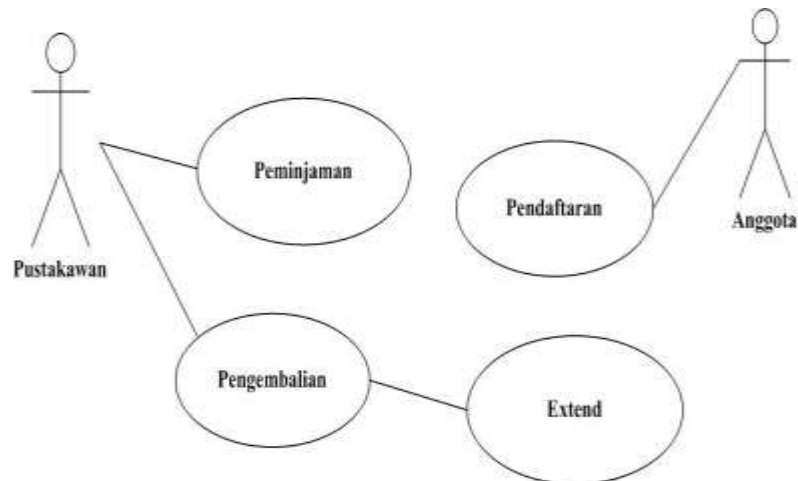 Peminjaman
Pendaftaran
Anggota
Pustakawan
Pengembalian
Extend